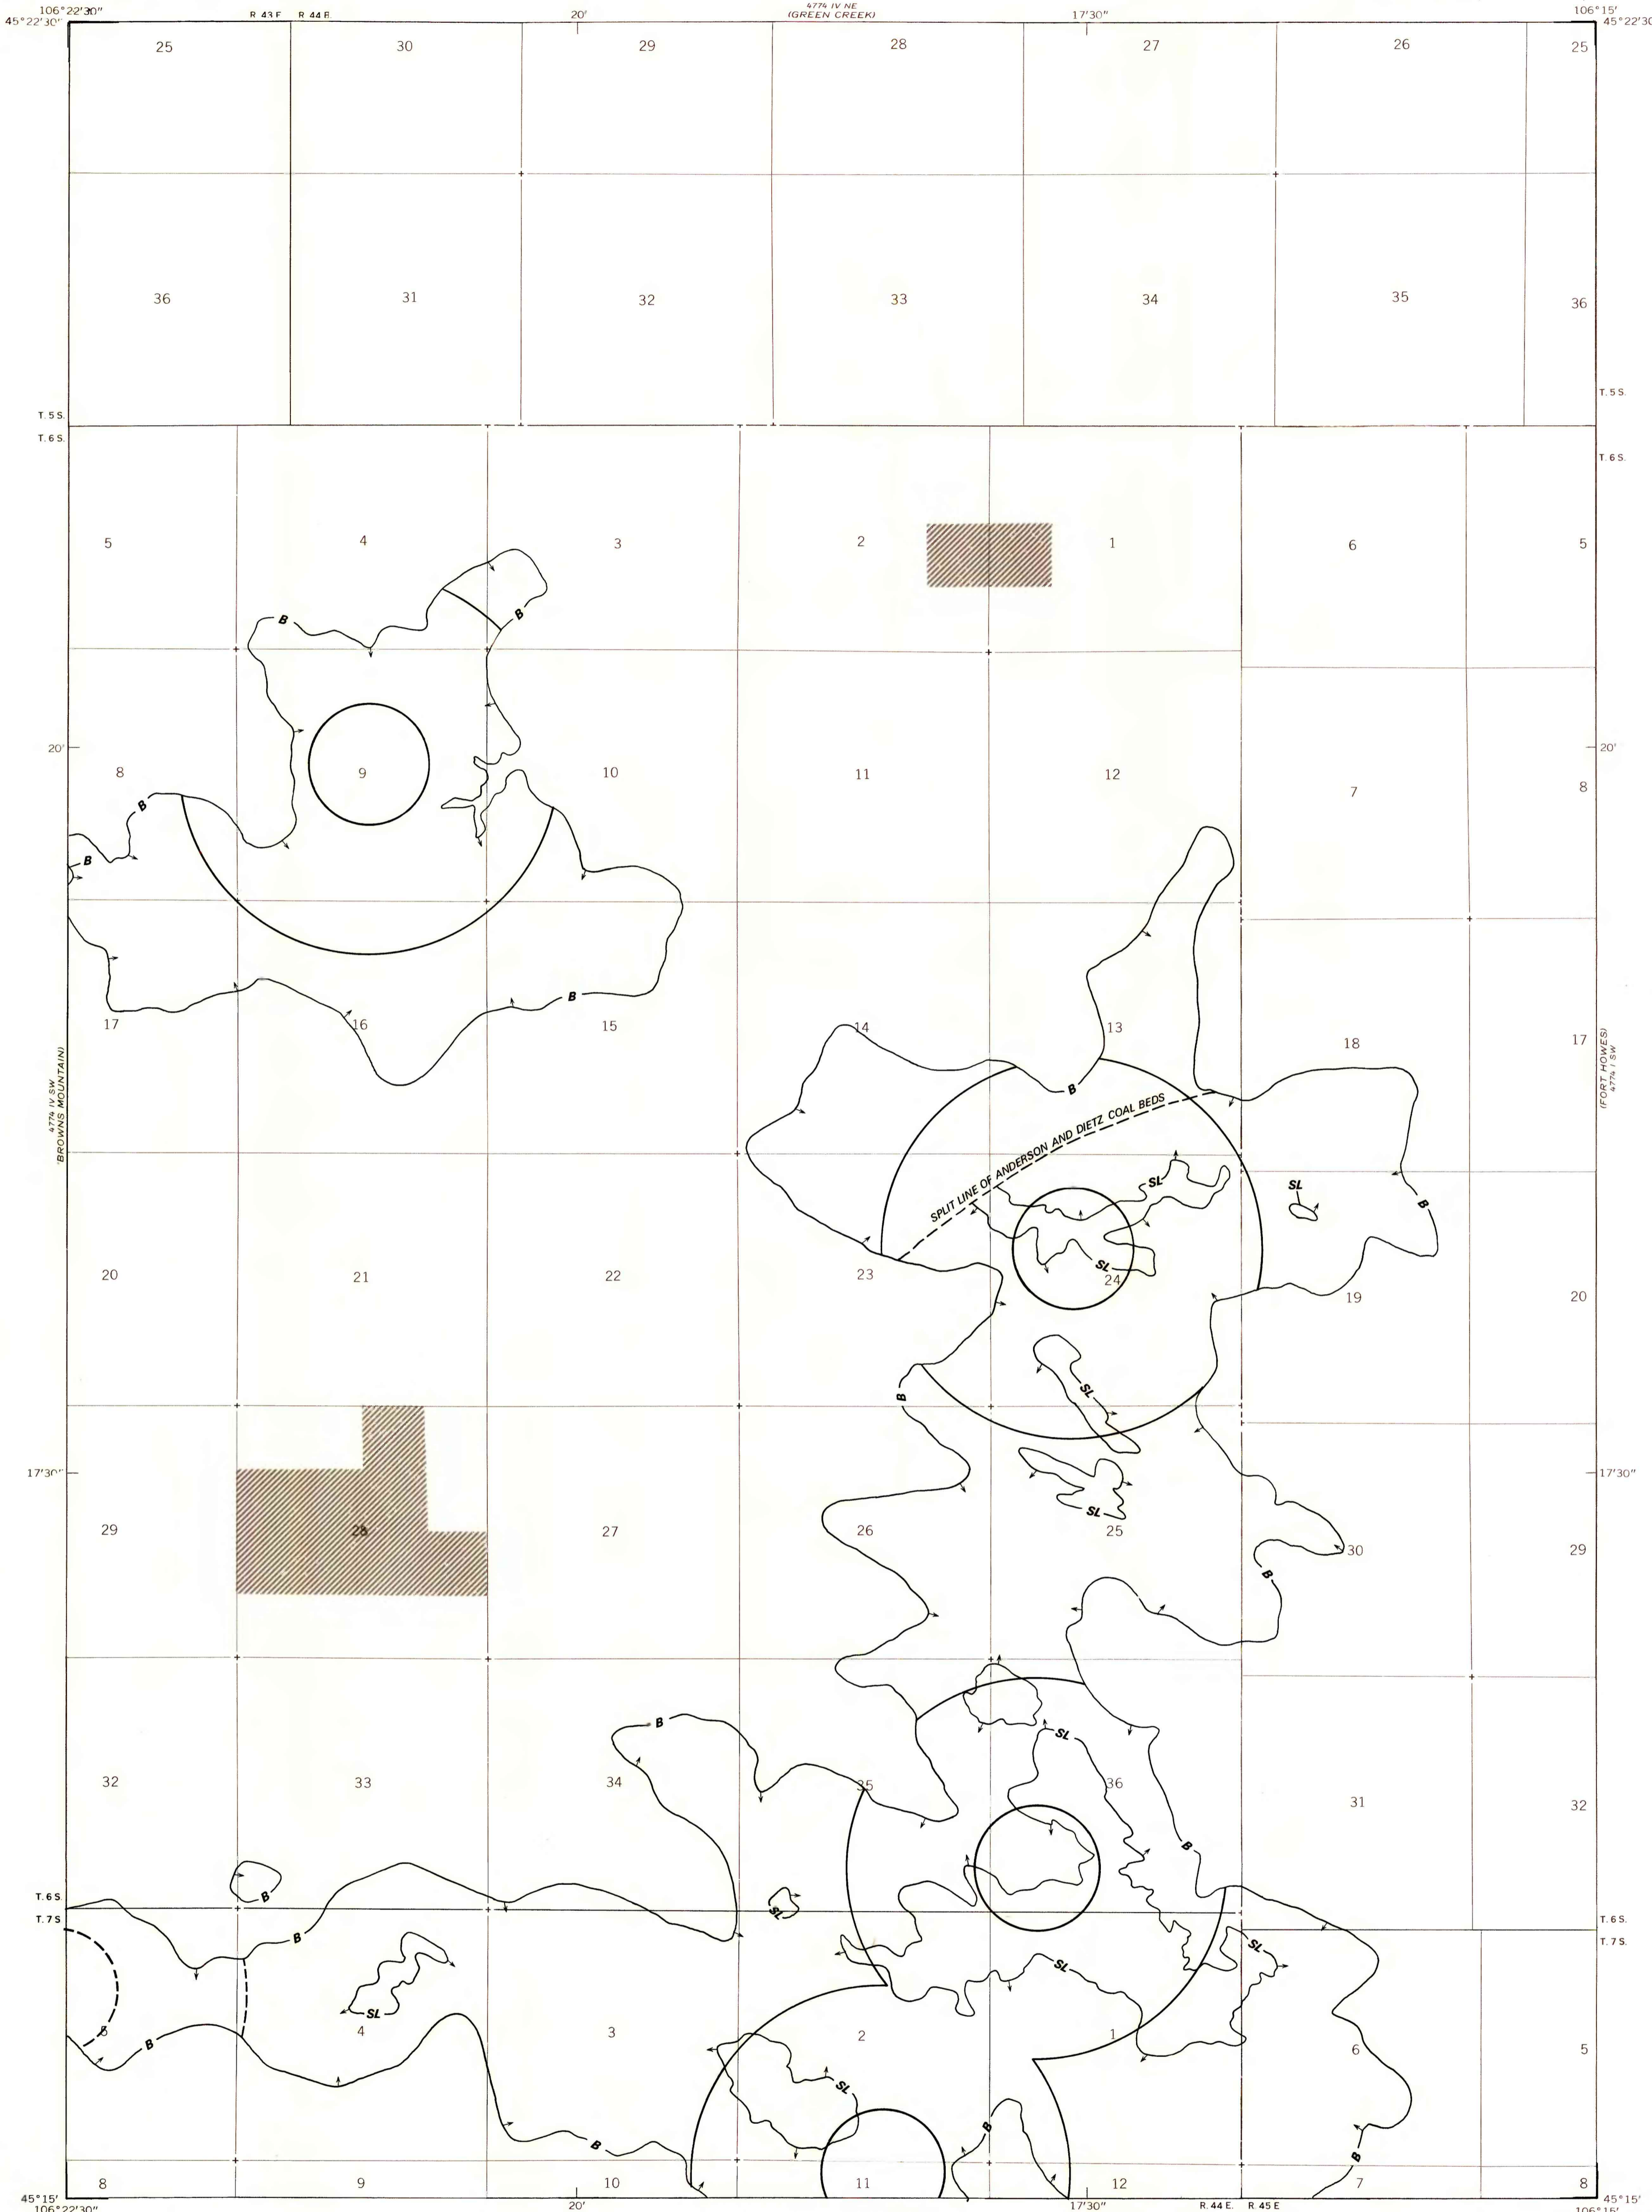 106°22'30" R. 43 E. R. 44 E. 20' 4774 IV NE 17'30" 106°15'
(GREEN CREEK)
45°22'30" 45°22'30"
25 30 29 28 27 26 25
36 31 32 33 34 35 36
T. 5 S. T. 5 S.
T. 6 S. T. 6 S.
5 4 3 2 1 6 5
B B
20' 20'
8 9 10 11 12 7 8
B
B
B
17 16 15 14 13 18 17
4774 IV SW
(BROWNS MOUNTAIN)
(FORT HOWES)
4774 I SW
B
SPLIT LINE OF ANDERSON AND DIETZ COAL BEDS
SL SL B
SL
20 21 22 23 24 19 20
B SL
17'30" 17'30"
SL
29 28 27 26 25 30 29
B
B SL
32 33 34 35 36 31 32
B
B
T. 6 S. SL T. 6 S.
T. 7 S. T. 7 S.
B SL
SL
SL
5 4 3 2 1 6 5
B
SL
B
B B
8 9 10 11 12 7 8
45°15' 45°15'
106°22'30" 20' 17'30" R. 44 E. R. 45 E 106°15'